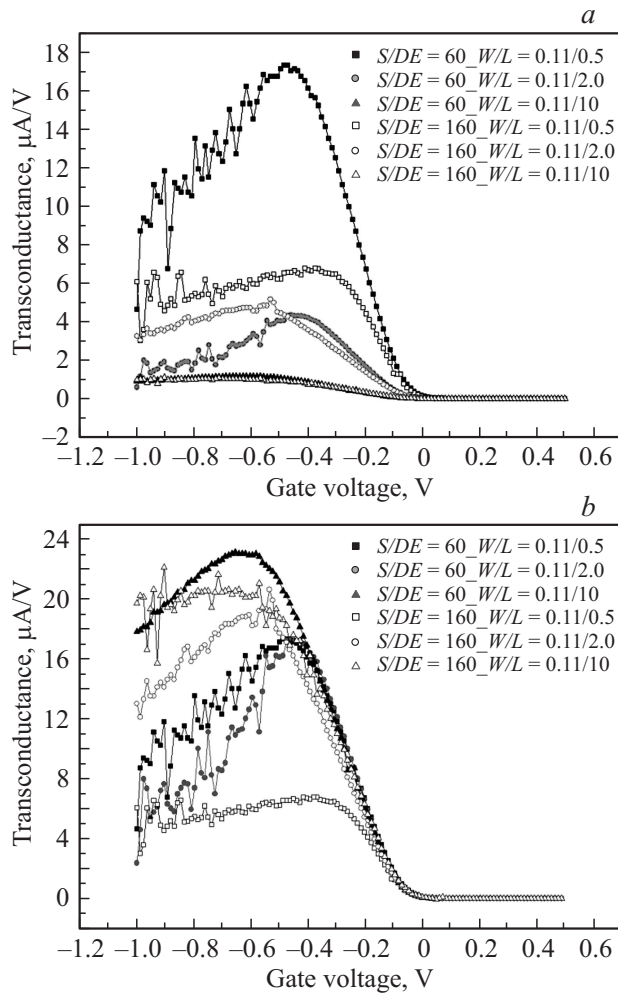 a
18
16
14
12
10
8
6
4
2
0
–2
Transconductance, µA/V
S/DE = 60_W/L = 0.11/0.5
S/DE = 60_W/L = 0.11/2.0
S/DE = 60_W/L = 0.11/10
S/DE = 160_W/L = 0.11/0.5
S/DE = 160_W/L = 0.11/2.0
S/DE = 160_W/L = 0.11/10
–1.2 –1.0 –0.8 –0.6 –0.4 –0.2 0 0.2 0.4 0.6
Gate voltage, V
b
24
20
16
12
8
4
0
Transconductance, µA/V
S/DE = 60_W/L = 0.11/0.5
S/DE = 60_W/L = 0.11/2.0
S/DE = 60_W/L = 0.11/10
S/DE = 160_W/L = 0.11/0.5
S/DE = 160_W/L = 0.11/2.0
S/DE = 160_W/L = 0.11/10
–1.2 –1.0 –0.8 –0.6 –0.4 –0.2 0 0.2 0.4 0.6
Gate voltage, V